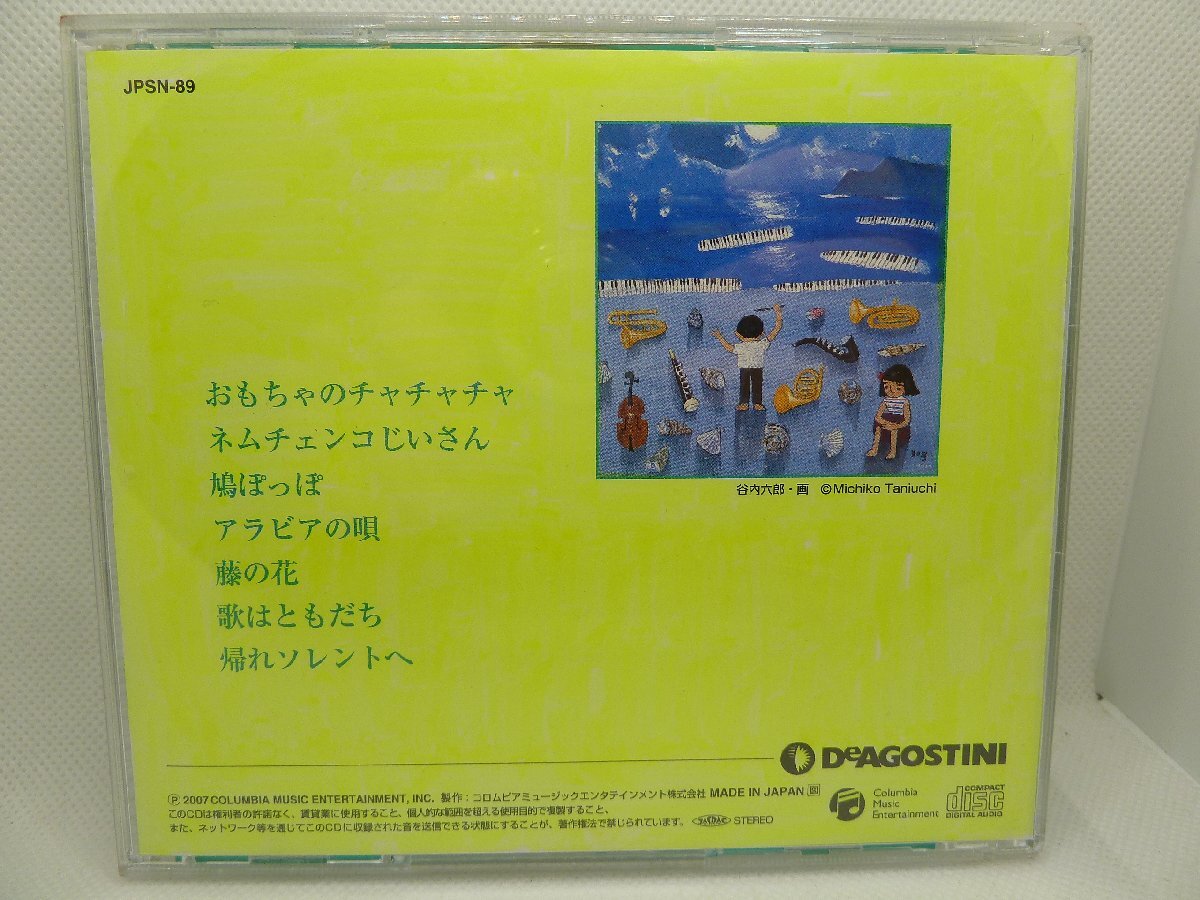 JPSN-89
谷内六郎・画 ©Michiko Taniuchi
おもちゃのチャチャチャ
ネムチェンコじいさん
鳩ぽっぽ
アラビアの唄
藤の花
歌はともだち
帰れソレントへ
DeAGOSTINI
Ⓟ 2007 COLUMBIA MUSIC ENTERTAINMENT, INC. 製作：コロムビアミュージックエンタテインメント株式会社 MADE IN JAPAN
このCDは権利者の許諾なく、賃貸業に使用すること、個人的な範囲を超える使用目的で複製すること、
また、ネットワーク等を通じてこのCDに収録された音を送信できる状態にすることが、著作権法で禁じられています。 JASRAC STEREO
Columbia
Music
Entertainment
COMPACT
disc
DIGITAL AUDIO